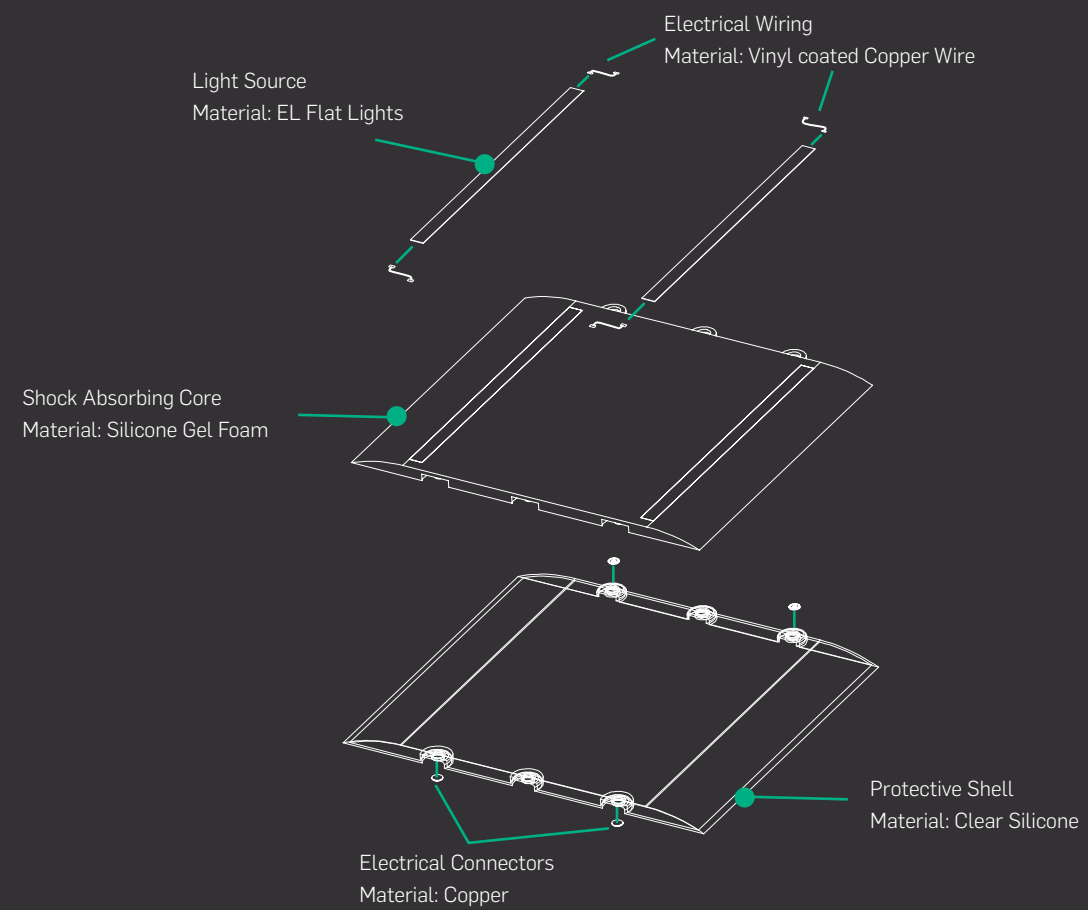 Electrical Wiring
Material: Vinyl coated Copper Wire
Light Source
Material: EL Flat Lights
Shock Absorbing Core
Material: Silicone Gel Foam
Protective Shell
Material: Clear Silicone
Electrical Connectors
Material: Copper